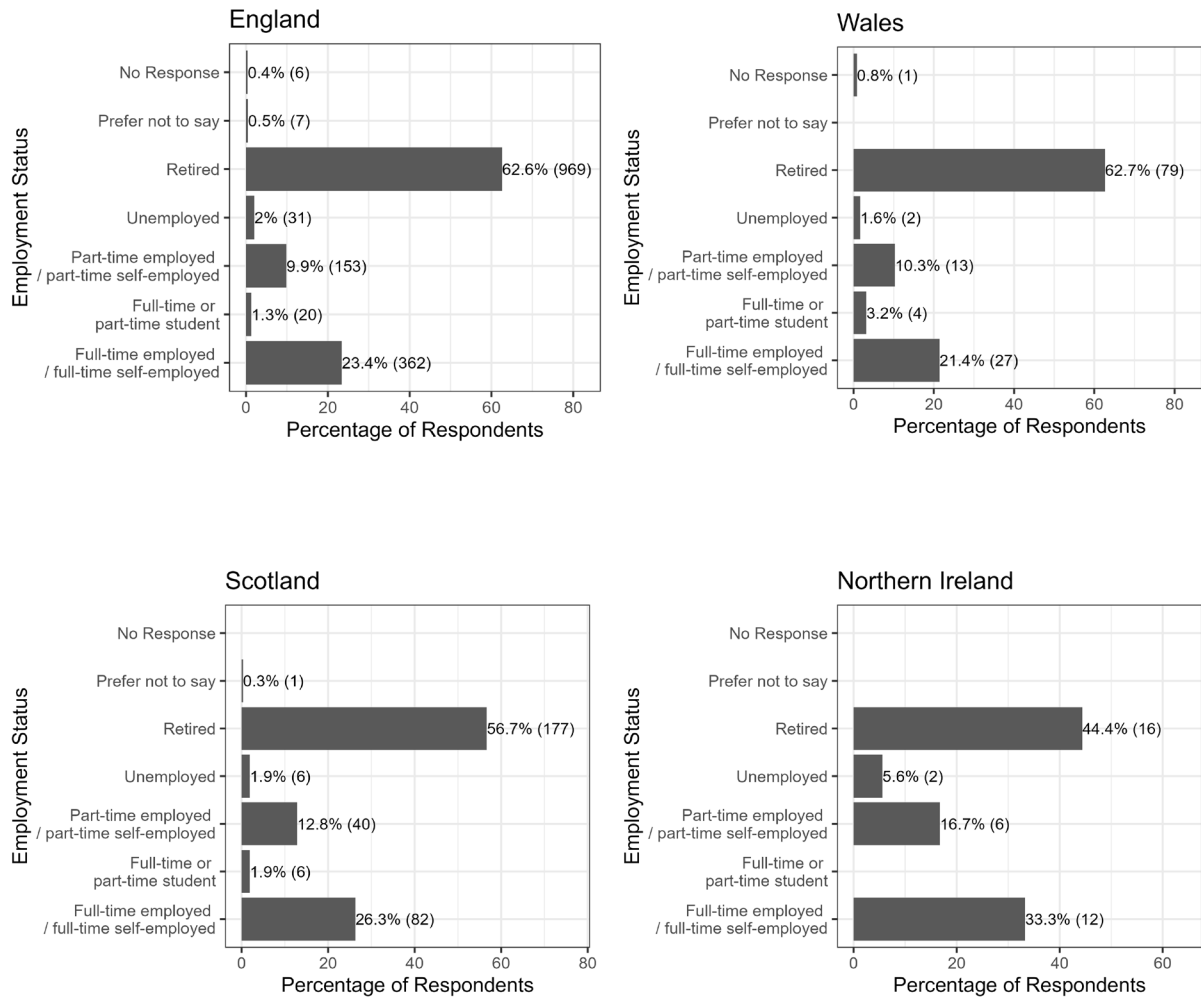 England
Employment Status
No Response
0.4% (6)
Prefer not to say
0.5% (7)
Retired
62.6% (969)
Unemployed
2% (31)
Part-time employed
/ part-time self-employed
9.9% (153)
Full-time or
part-time student
1.3% (20)
Full-time employed
/ full-time self-employed
23.4% (362)
0 20 40 60 80
Percentage of Respondents
Wales
Employment Status
No Response
0.8% (1)
Prefer not to say
Retired
62.7% (79)
Unemployed
1.6% (2)
Part-time employed
/ part-time self-employed
10.3% (13)
Full-time or
part-time student
3.2% (4)
Full-time employed
/ full-time self-employed
21.4% (27)
0 20 40 60 80
Percentage of Respondents
Scotland
Employment Status
No Response
Prefer not to say
0.3% (1)
Retired
56.7% (177)
Unemployed
1.9% (6)
Part-time employed
/ part-time self-employed
12.8% (40)
Full-time or
part-time student
1.9% (6)
Full-time employed
/ full-time self-employed
26.3% (82)
0 20 40 60 80
Percentage of Respondents
Northern Ireland
Employment Status
No Response
Prefer not to say
Retired
44.4% (16)
Unemployed
5.6% (2)
Part-time employed
/ part-time self-employed
16.7% (6)
Full-time or
part-time student
Full-time employed
/ full-time self-employed
33.3% (12)
0 20 40 60
Percentage of Respondents